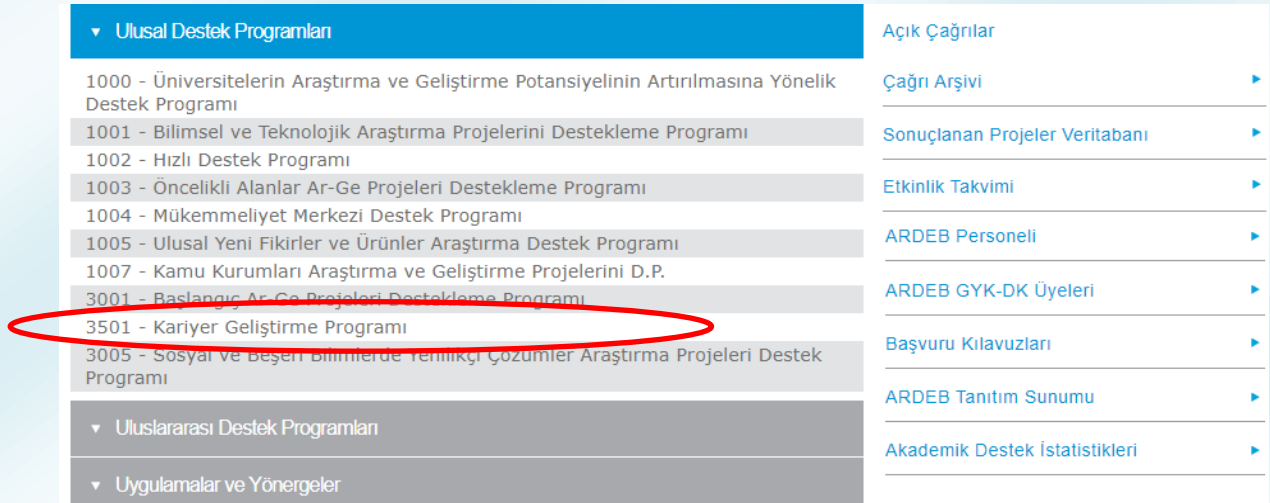 Ulusal Destek Programları
1000 - Üniversitelerin Araştırma ve Geliştirme Potansiyelinin Artırılmasına Yönelik
Destek Programı
1001 - Bilimsel ve Teknolojik Araştırma Projelerini Destekleme Programı
1002 - Hızlı Destek Programı
1003 - Öncelikli Alanlar Ar-Ge Projeleri Destekleme Programı
1004 - Mükemmeliyet Merkezi Destek Programı
1005 - Ulusal Yeni Fikirler ve Ürünler Araştırma Destek Programı
1007 - Kamu Kurumları Araştırma ve Geliştirme Projelerini D.P.
3001 - Başlangıç Ar-Ge Projeleri Destekleme Programı
3501 - Kariyer Geliştirme Programı
3005 - Sosyal ve Beşeri Bilimlerde Yenilikçi Çözümler Araştırma Projeleri Destek
Programı
Uluslararası Destek Programları
Uygulamalar ve Yönergeler
Açık Çağrılar
Çağrı Arşivi
Sonuçlanan Projeler Veritabanı
Etkinlik Takvimi
ARDEB Personeli
ARDEB GYK-DK Üyeleri
Başvuru Kılavuzları
ARDEB Tanıtım Sunumu
Akademik Destek İstatistikleri